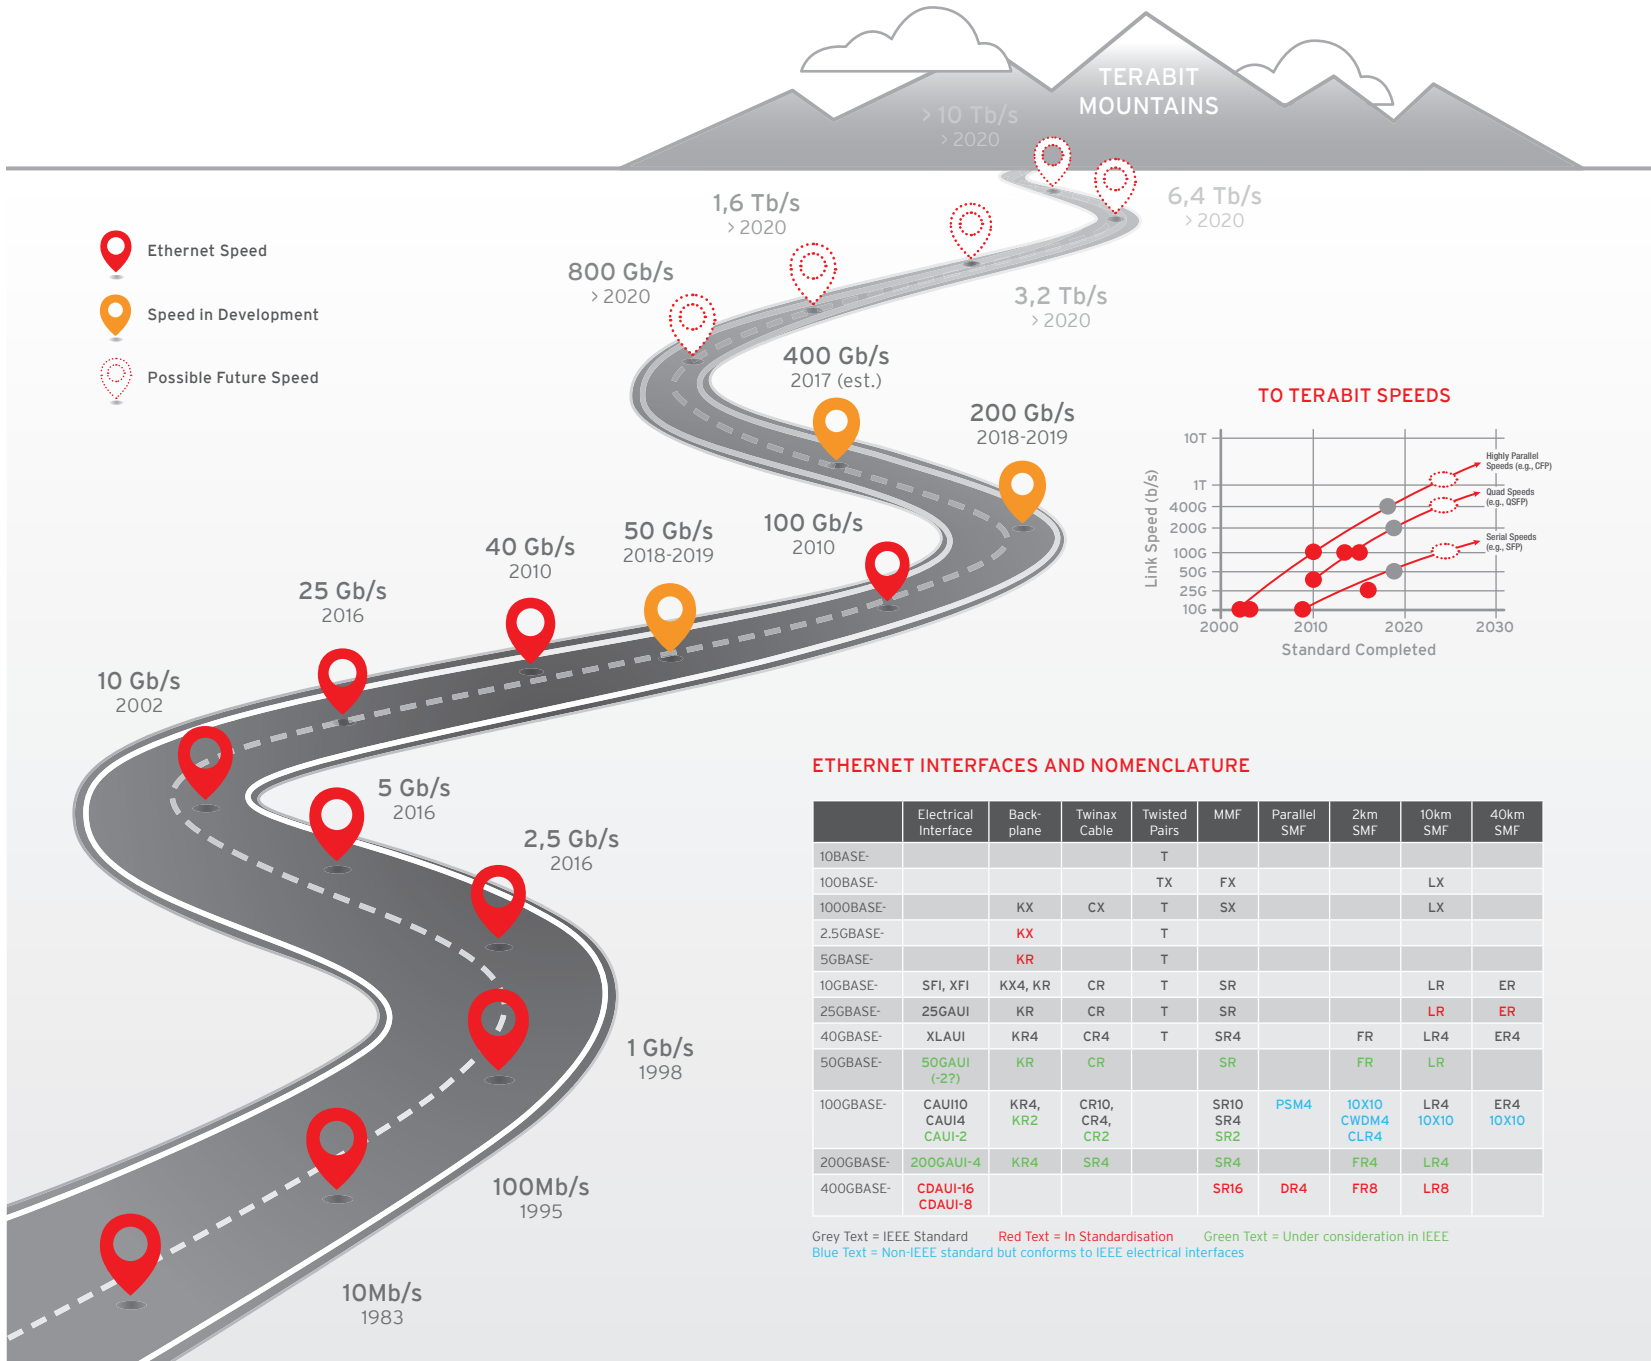 TERABIT
MOUNTAINS
> 10 Tb/s
> 2020
6,4 Tb/s
> 2020
1,6 Tb/s
> 2020
3,2 Tb/s
> 2020
800 Gb/s
> 2020
Ethernet Speed
Speed in Development
Possible Future Speed
400 Gb/s
2017 (est.)
200 Gb/s
2018-2019
100 Gb/s
2010
50 Gb/s
2018-2019
40 Gb/s
2010
25 Gb/s
2016
10 Gb/s
2002
5 Gb/s
2016
2,5 Gb/s
2016
1 Gb/s
1998
100Mb/s
1995
10Mb/s
1983
TO TERABIT SPEEDS
Link Speed (b/s)
10T
1T
400G
200G
100G
50G
25G
10G
2000 2010 2020 2030
Standard Completed
Highly Parallel
Speeds (e.g., CFP)
Quad Speeds
(e.g., QSFP)
Serial Speeds
(e.g., SFP)
ETHERNET INTERFACES AND NOMENCLATURE
Electrical Back- Twinax Twisted MMF Parallel 2km 10km 40km
Interface plane Cable Pairs SMF SMF SMF SMF
10BASE- T
100BASE- TX FX LX
1000BASE- KX CX T SX LX
2.5GBASE- KX T
5GBASE- KR T
10GBASE- SFI, XFI KX4, KR CR T SR LR ER
25GBASE- 25GAUI KR CR T SR LR ER
40GBASE- XLAUI KR4 CR4 T SR4 FR LR4 ER4
50GBASE- 50GAUI KR CR SR FR LR
(-2?)
100GBASE- CAUI10 KR4, CR10, SR10 PSM4 10X10 LR4 ER4
CAUI4 KR2 CR4, SR4 CWDM4 10X10 10X10
CAUI-2 CR2 SR2 CLR4
200GBASE- 200GAUI-4 KR4 SR4 SR4 FR4 LR4
400GBASE- CDAUI-16 SR16 DR4 FR8 LR8
CDAUI-8
Grey Text = IEEE Standard Red Text = In Standardisation Green Text = Under consideration in IEEE
Blue Text = Non-IEEE standard but conforms to IEEE electrical interfaces